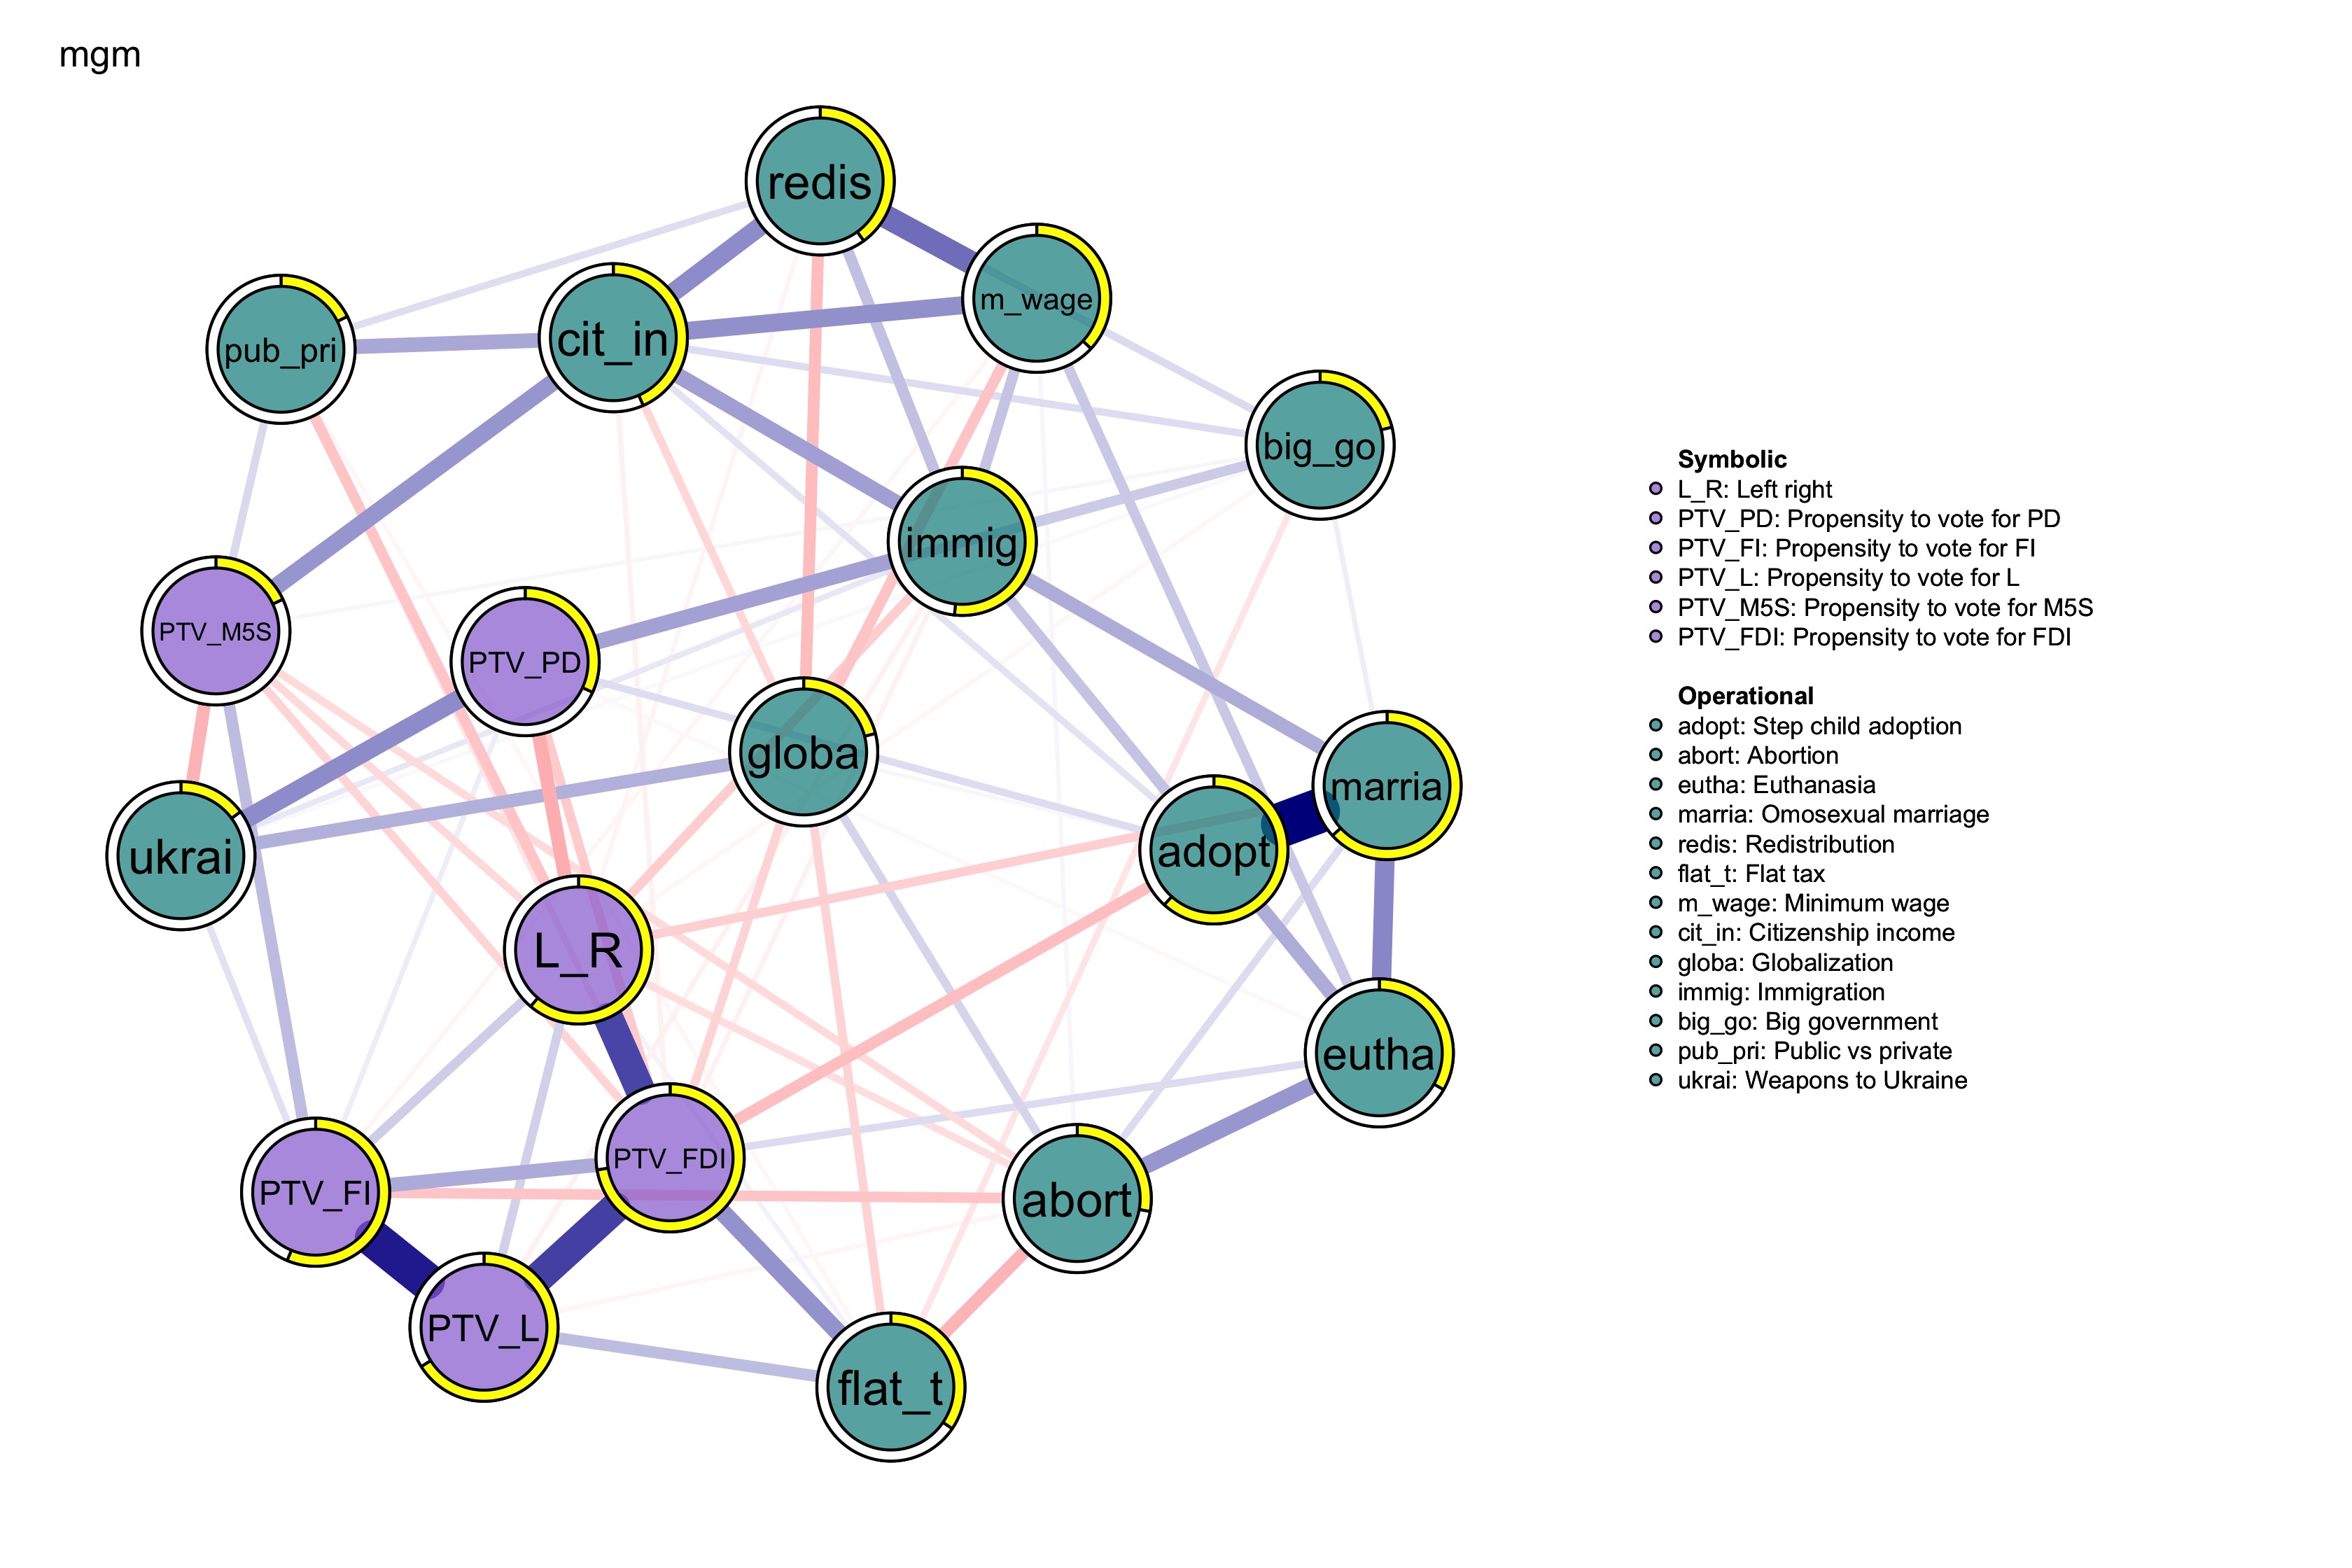 mgm
redis
m_wage
cit_in
pub_pri
big_go
immig
PTV_M5S
PTV_PD
globa
marria
adopt
ukrai
L_R
eutha
PTV_FDI
PTV_FI
abort
PTV_L
flat_t
Symbolic
L_R: Left right
PTV_PD: Propensity to vote for PD
PTV_FI: Propensity to vote for FI
PTV_L: Propensity to vote for L
PTV_M5S: Propensity to vote for M5S
PTV_FDI: Propensity to vote for FDI
Operational
adopt: Step child adoption
abort: Abortion
eutha: Euthanasia
marria: Omosexual marriage
redis: Redistribution
flat_t: Flat tax
m_wage: Minimum wage
cit_in: Citizenship income
globa: Globalization
immig: Immigration
big_go: Big government
pub_pri: Public vs private
ukrai: Weapons to Ukraine